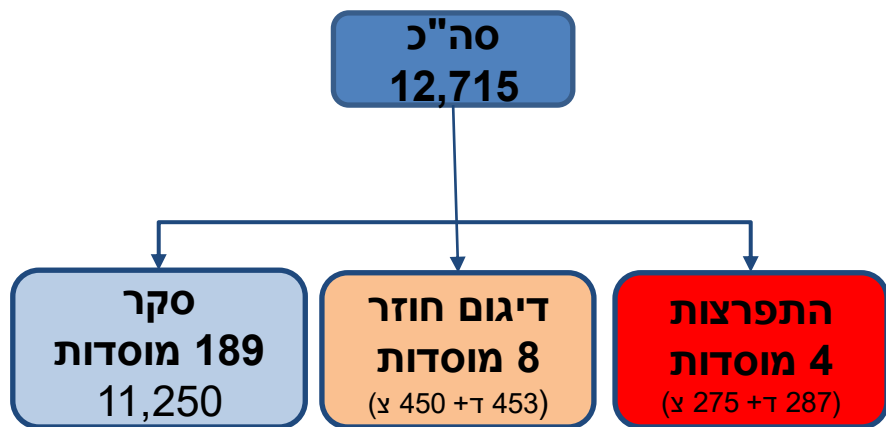 סה"כ
12,715
התפרצות
4 מוסדות
(287 ד+ 275 צ)
דיגום חוזר
8 מוסדות
(453 ד+ 450 צ)
סקר
189 מוסדות
11,250